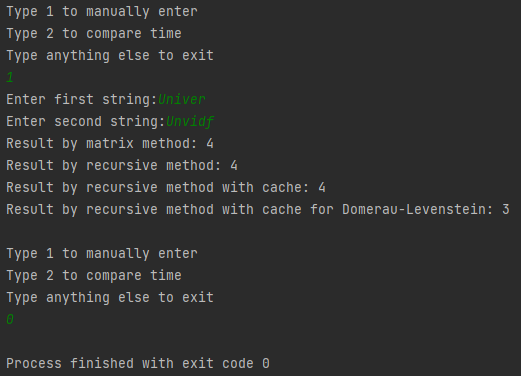 Type 1 to manually enter
Type 2 to compare time
Type anything else to exit
1
Enter first string:Univer
Enter second string:Unvidf
Result by matrix method: 4
Result by recursive method: 4
Result by recursive method with cache: 4
Result by recursive method with cache for Domerau-Levenstein: 3
Type 1 to manually enter
Type 2 to compare time
Type anything else to exit
0
Process finished with exit code 0